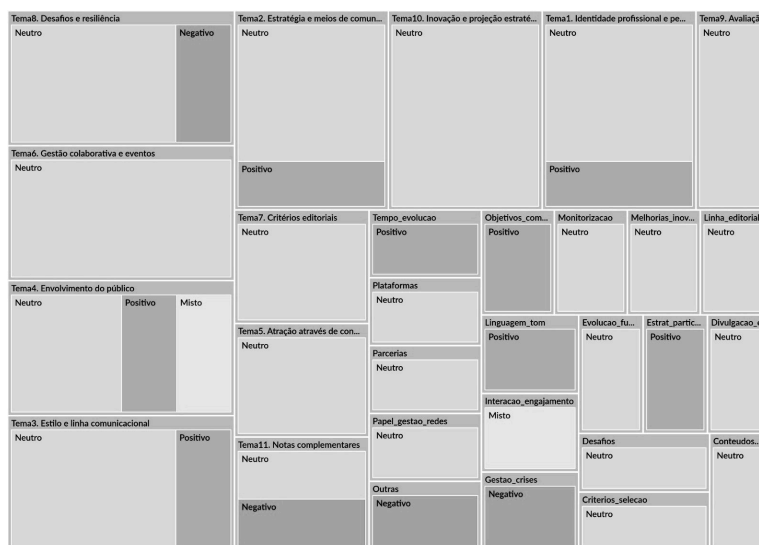 Tema8. Desafios e resiliência
Neutro
Negativo
Tema6. Gestão colaborativa e eventos
Neutro
Tema4. Envolvimento do público
Neutro
Positivo
Misto
Tema3. Estilo e linha comunicacional
Neutro
Positivo
Tema2. Estratégia e meios de comun...
Neutro
Positivo
Tema10. Inovação e projeção estraté...
Neutro
Tema1. Identidade profissional e pe...
Neutro
Positivo
Tema9. Avaliaçã
Neutro
Tema7. Critérios editoriais
Neutro
Tema5. Atração através de con...
Neutro
Tema11. Notas complementares
Neutro
Negativo
Tempo_evolucao
Positivo
Plataformas
Neutro
Parcerias
Neutro
Papel_gestao_redes
Neutro
Outras
Negativo
Objetivos_com...
Positivo
Monitorizacao
Neutro
Melhorias_inov...
Neutro
Linha_editorial
Neutro
Linguagem_tom
Positivo
Interacao_engajamento
Misto
Gestao_crises
Negativo
Evolucao_fu...
Neutro
Estrat_partic...
Positivo
Divulgacao_e
Neutro
Desafios
Neutro
Criterios_selecao
Neutro
Conteudos...
Neutro